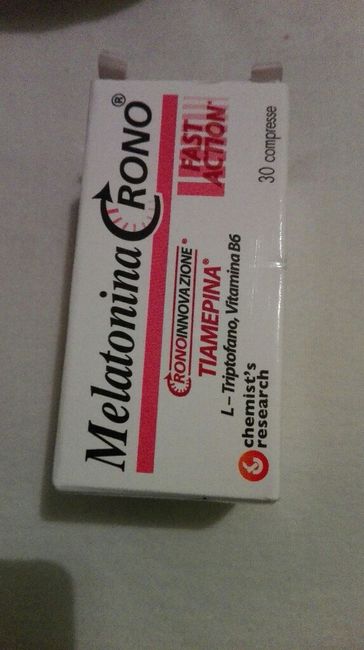 Melatonina CRONO®
FAST
ACTION®
CRONOINNOVAZIONE®
TIAMEPINA®
L-Triptofano, Vitamina B6
chemist's
research
30 compresse